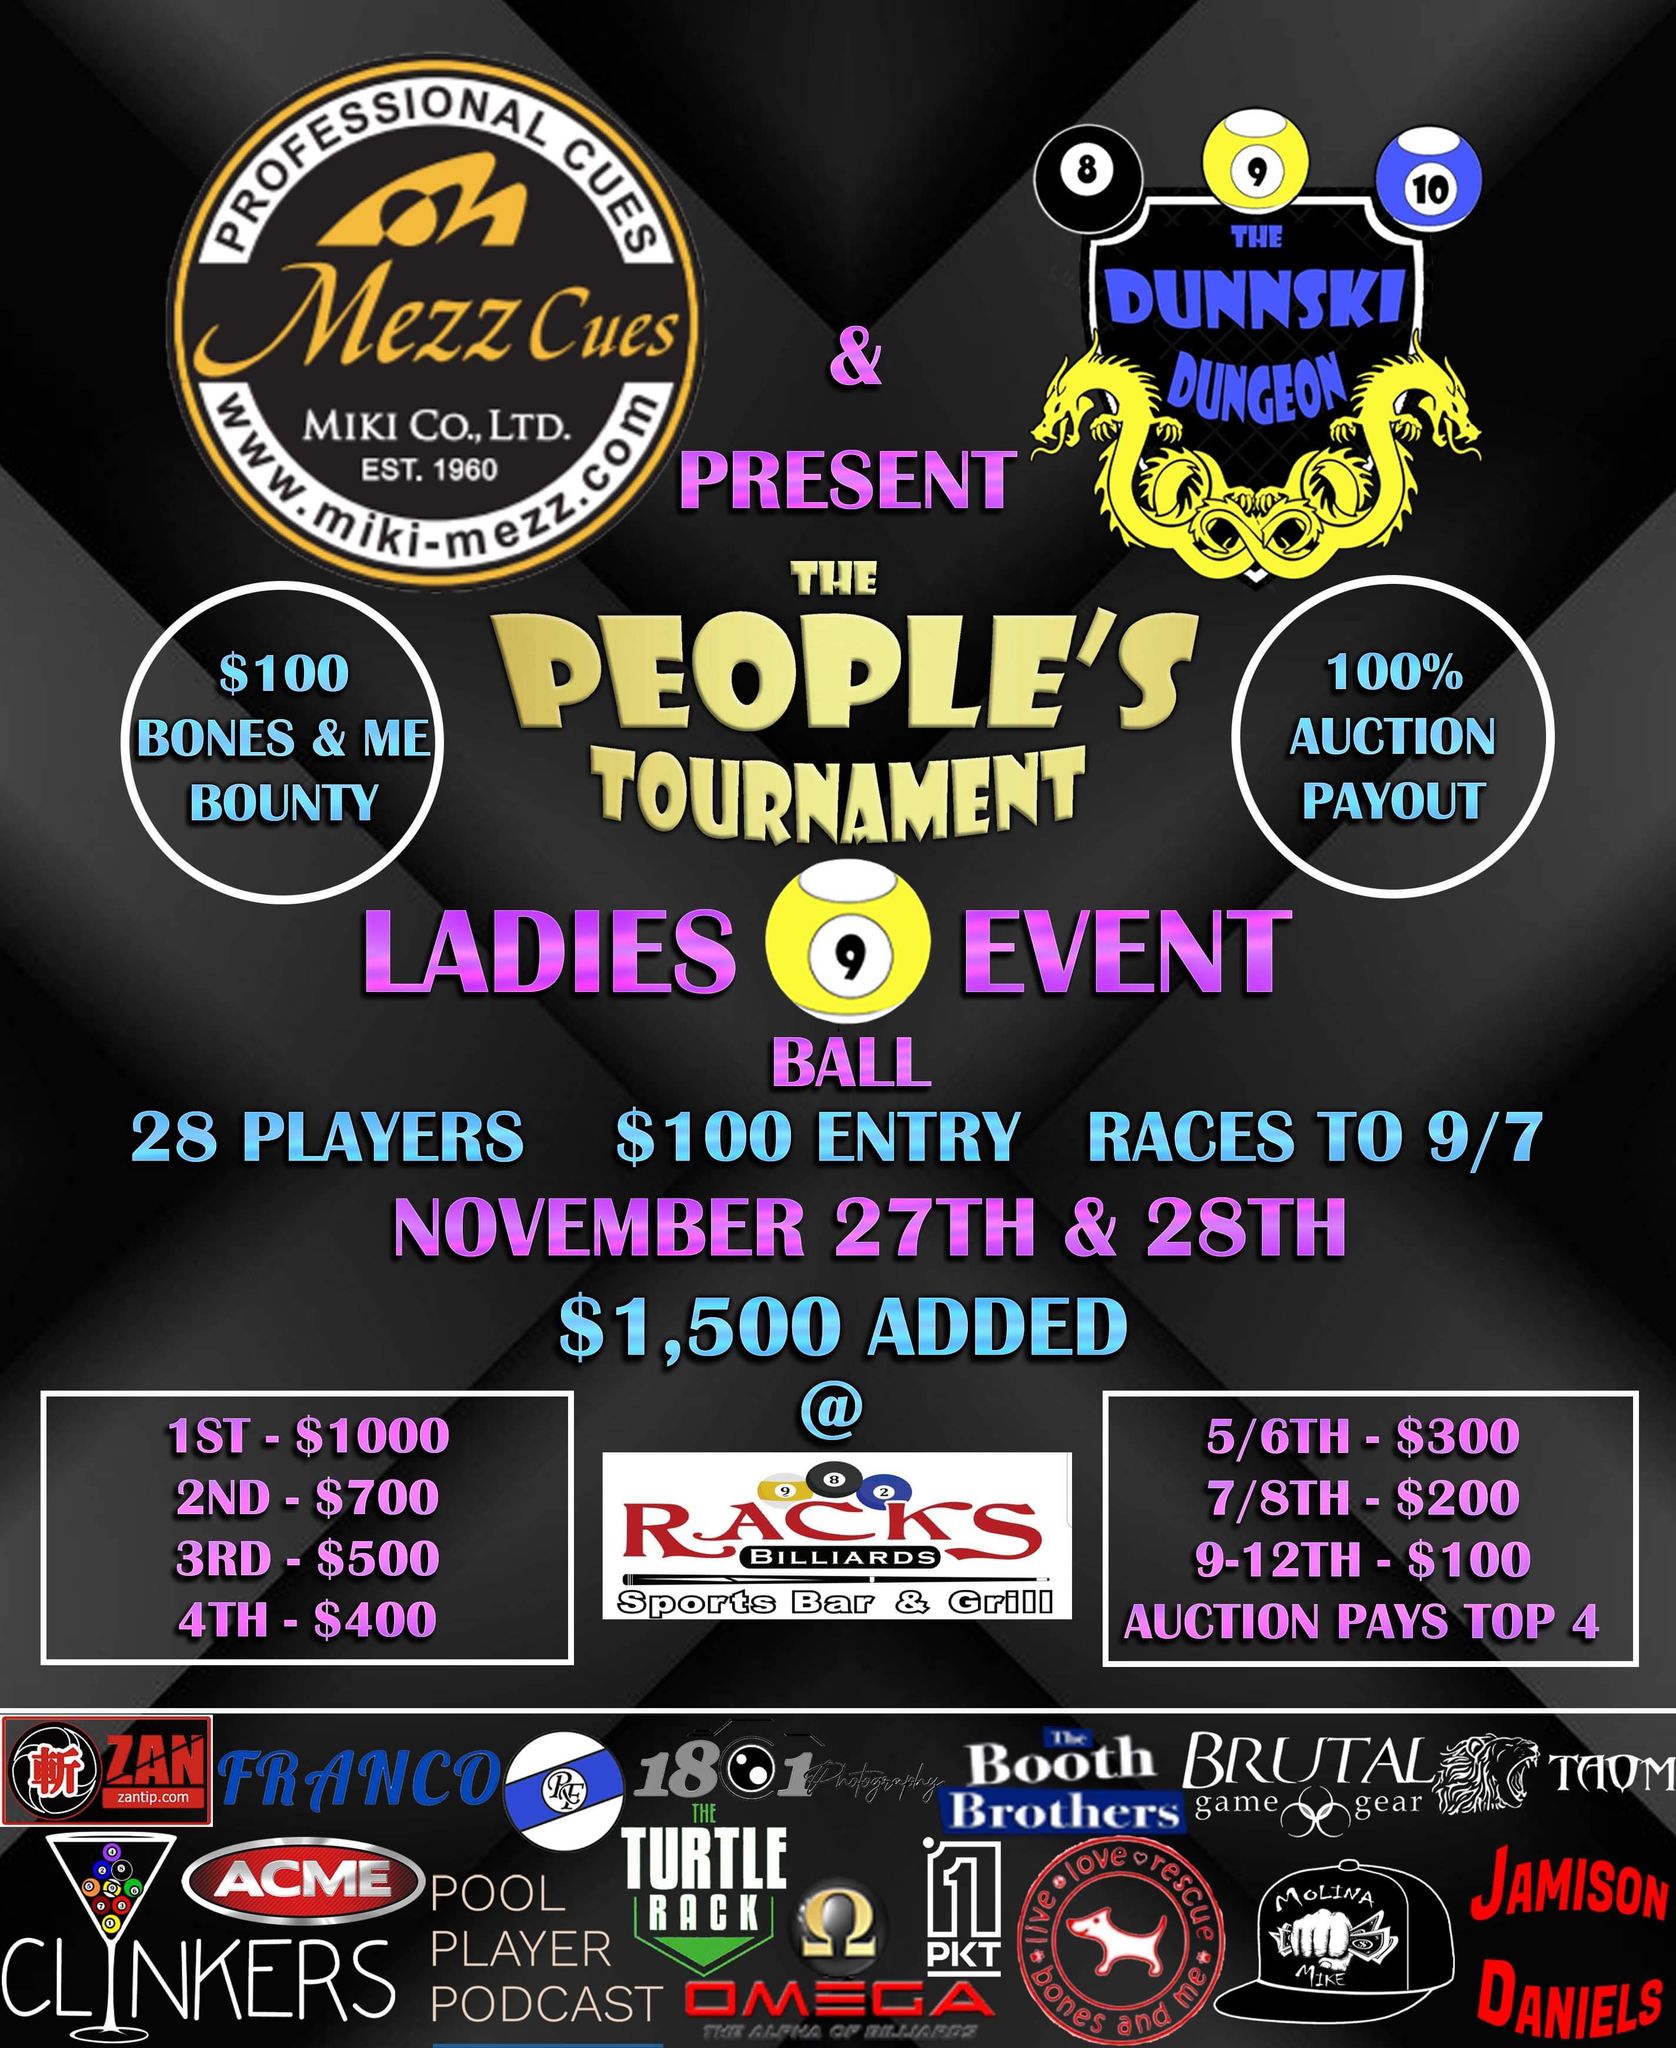 PROFESSIONAL CUES
Mezz Cues
MIKI CO., LTD.
EST. 1960
www.miki-mezz.com
8
9
10
THE
DUNNSKI
DUNGEON
&
PRESENT
THE
PEOPLE'S
TOURNAMENT
$100
BONES & ME
BOUNTY
100%
AUCTION
PAYOUT
LADIES 9 EVENT
BALL
28 PLAYERS $100 ENTRY RACES TO 9/7
NOVEMBER 27TH & 28TH
$1,500 ADDED
@
1ST - $1000
2ND - $700
3RD - $500
4TH - $400
9 8 2
RACKS
BILLIARDS
Sports Bar & Grill
5/6TH - $300
7/8TH - $200
9-12TH - $100
AUCTION PAYS TOP 4
斬 ZAN
zantip.com
FRANCO
1801 Photography
The
Booth
Brothers
BRUTAL
game gear
TAOM
CLINKERS
ACME
POOL
PLAYER
PODCAST
THE
TURTLE
RACK
Ω
OMEGA
THE ALPHA OF BILLIARDS
1
PKT
live love rescue
bones and me
MOLINA
MIKE
JAMISON
DANIELS